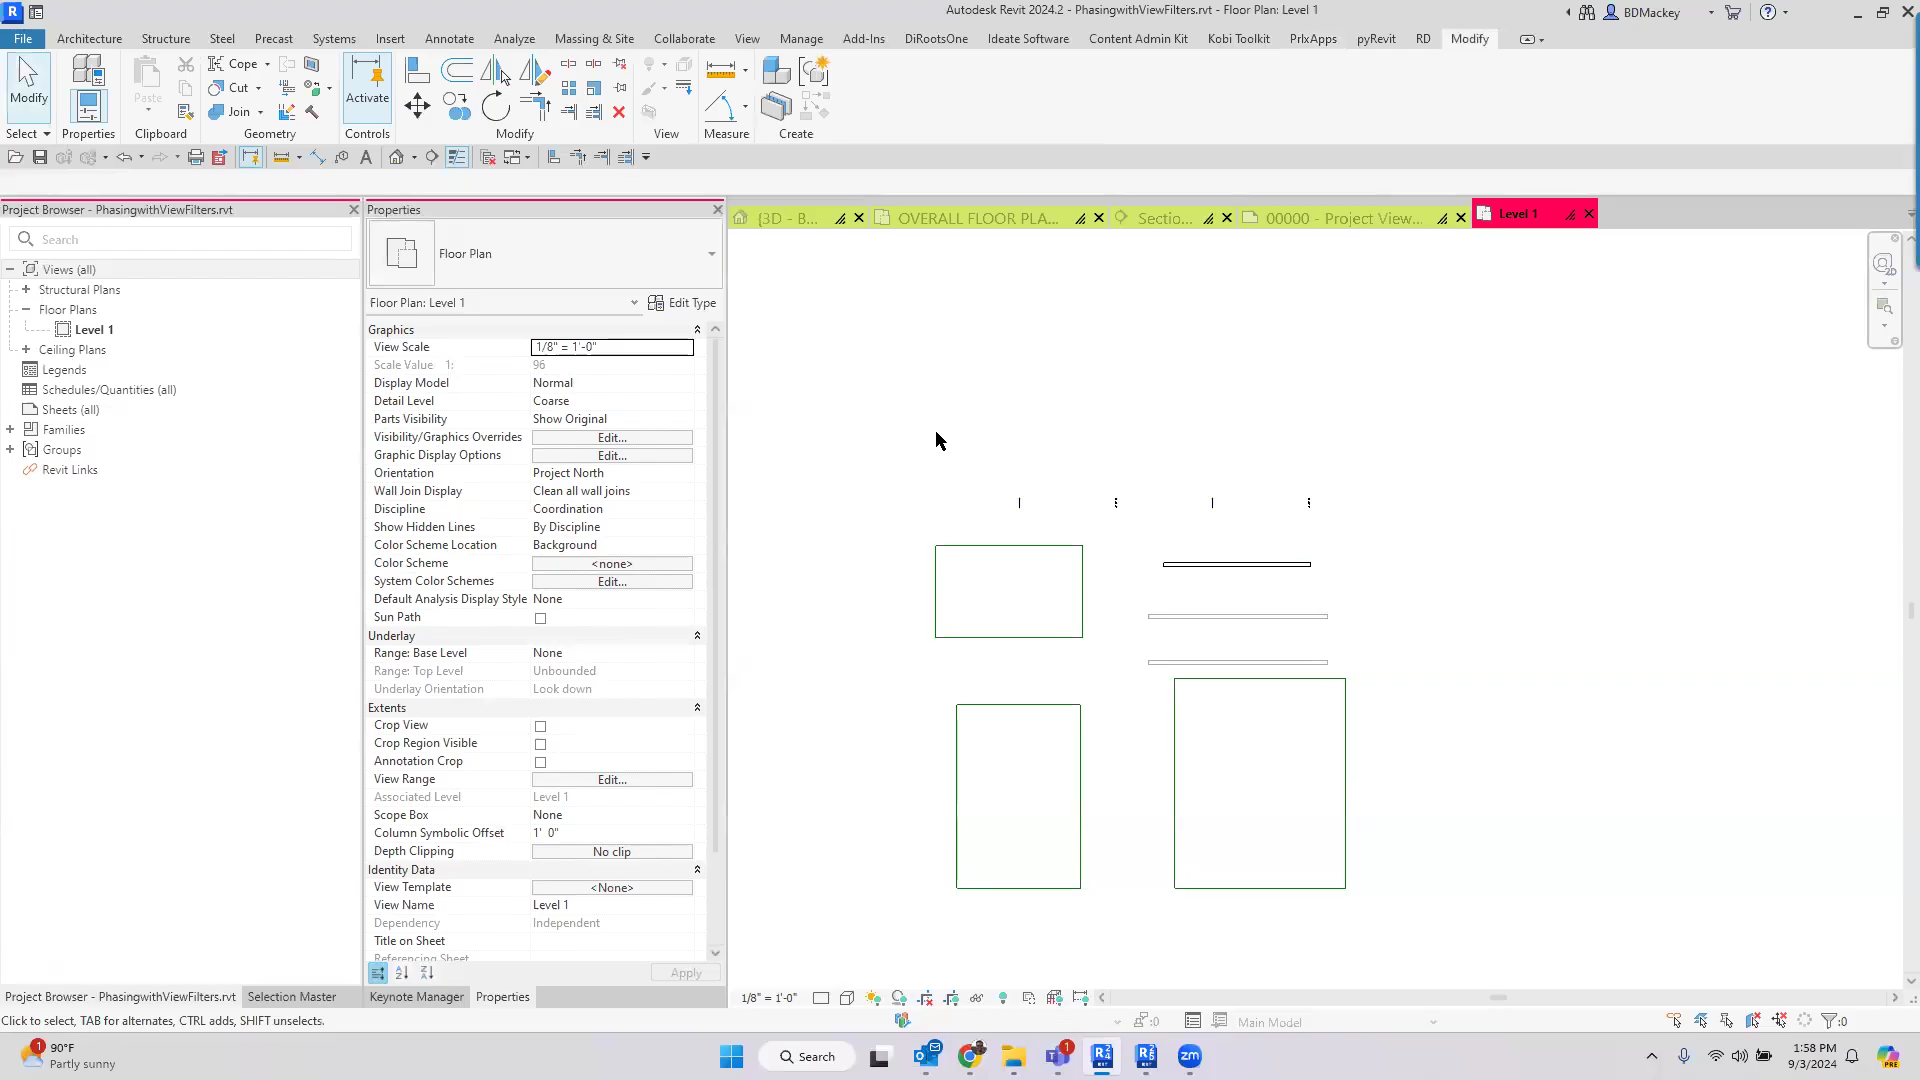 Autodesk Revit 2024.2 - PhasingwithViewFilters.rvt - Floor Plan: Level 1
BDMackey
File Architecture Structure Steel Precast Systems Insert Annotate Analyze Massing & Site Collaborate View Manage Add-Ins DiRootsOne Ideate Software Content Admin Kit Kobi Toolkit PrlxApps pyRevit RD Modify
Modify Paste Cope Cut Join Activate
Select Properties Clipboard Geometry Controls Modify View Measure Create
Project Browser - PhasingwithViewFilters.rvt
Search
Views (all)
Structural Plans
Floor Plans
Level 1
Ceiling Plans
Legends
Schedules/Quantities (all)
Sheets (all)
Families
Groups
Revit Links
Properties
Floor Plan
Floor Plan: Level 1 Edit Type
Graphics
View Scale 1/8" = 1'-0"
Scale Value 1: 96
Display Model Normal
Detail Level Coarse
Parts Visibility Show Original
Visibility/Graphics Overrides Edit...
Graphic Display Options Edit...
Orientation Project North
Wall Join Display Clean all wall joins
Discipline Coordination
Show Hidden Lines By Discipline
Color Scheme Location Background
Color Scheme <none>
System Color Schemes Edit...
Default Analysis Display Style None
Sun Path
Underlay
Range: Base Level None
Range: Top Level Unbounded
Underlay Orientation Look down
Extents
Crop View
Crop Region Visible
Annotation Crop
View Range Edit...
Associated Level Level 1
Scope Box None
Column Symbolic Offset 1' 0"
Depth Clipping No clip
Identity Data
View Template <None>
View Name Level 1
Dependency Independent
Title on Sheet
Referencing Sheet
Apply
{3D - B... OVERALL FLOOR PLA... Sectio... 00000 - Project View... Level 1
2D
Project Browser - PhasingwithViewFilters.rvt Selection Master Keynote Manager Properties
1/8" = 1'-0"
Click to select, TAB for alternates, CTRL adds, SHIFT unselects.
:0 Main Model :0
1
90°F
Partly sunny
Search
1
zm
1:58 PM
9/3/2024
PRE